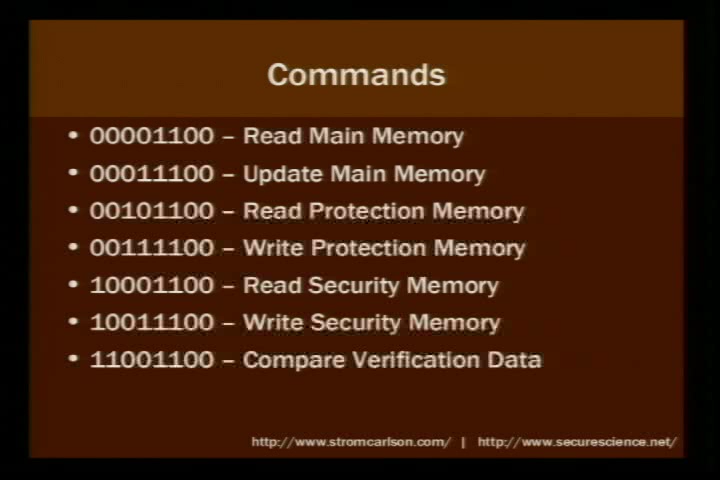 Commands
• 00001100 – Read Main Memory
• 00011100 – Update Main Memory
• 00101100 – Read Protection Memory
• 00111100 – Write Protection Memory
• 10001100 – Read Security Memory
• 10011100 – Write Security Memory
• 11001100 – Compare Verification Data
http://www.stromcarlson.com/ | http://www.securescience.net/